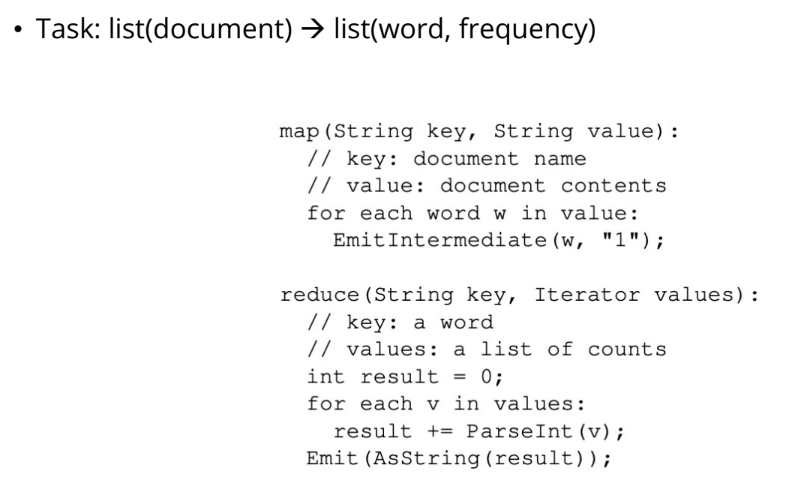 • Task: list(document) → list(word, frequency)
map(String key, String value):
// key: document name
// value: document contents
for each word w in value:
EmitIntermediate(w, "1");
reduce(String key, Iterator values):
// key: a word
// values: a list of counts
int result = 0;
for each v in values:
result += ParseInt(v);
Emit(AsString(result));